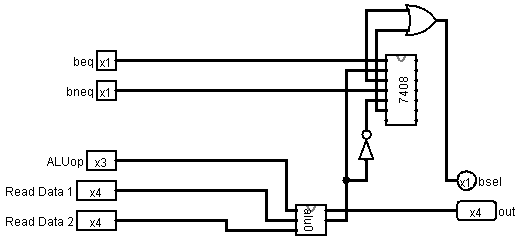 beq x1
bneq x1
7408
ALUop x3
Read Data 1 x4
x1 bsel
Read Data 2 x4
alu0
x4 out